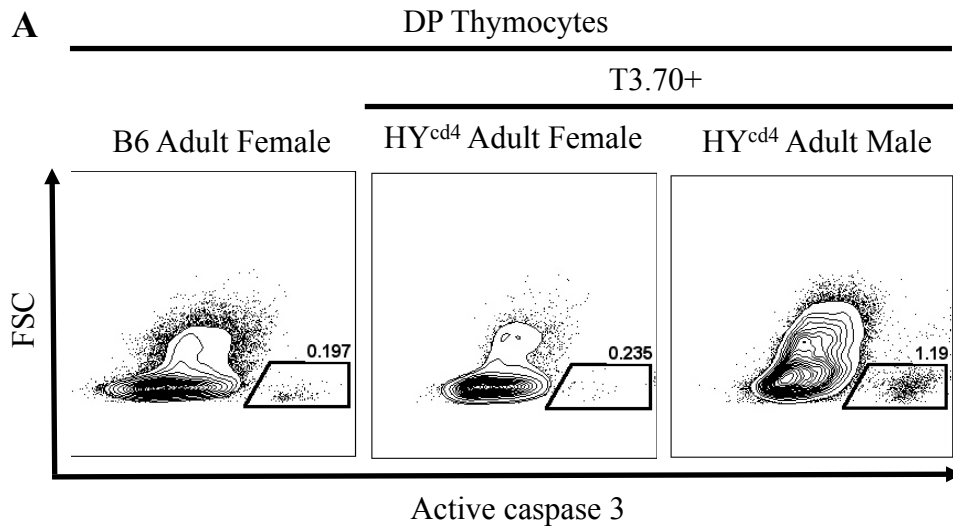 A
DP Thymocytes
T3.70+
B6 Adult Female
HYcd4 Adult Female
HYcd4 Adult Male
FSC
0.197
0.235
1.19
Active caspase 3